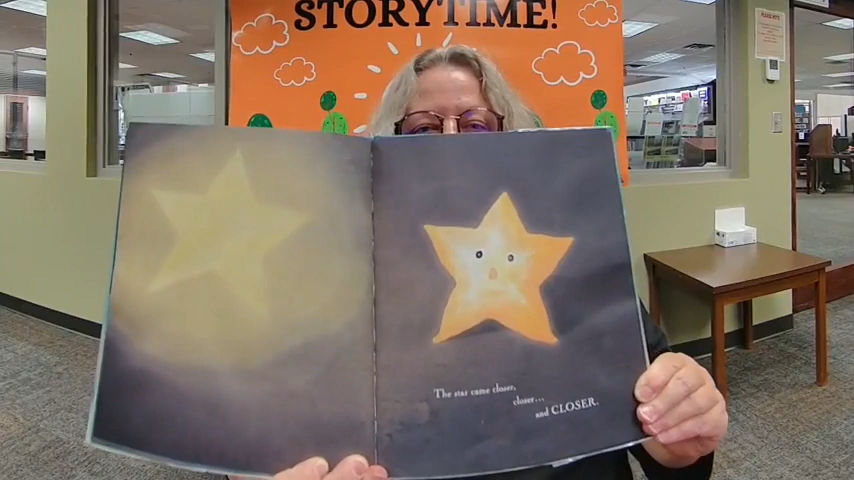 STORYTIME!
The star came closer,
closer...
and CLOSER.